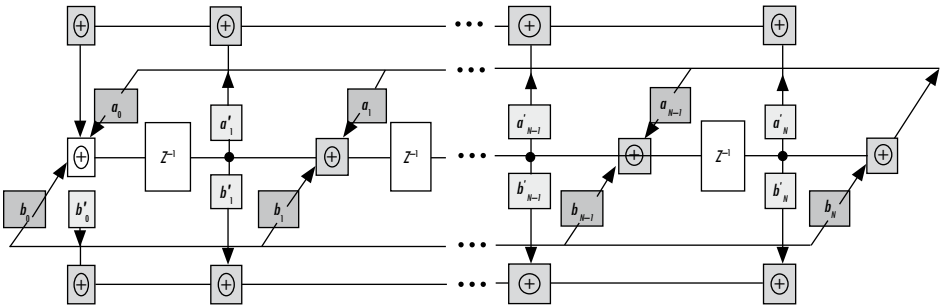 •••
•••
a₀ a'₁ a₁ a'N–1 aN–1 a'N
Z⁻¹ Z⁻¹ ••• Z⁻¹
b₀ b'₀ b'₁ b₁ b'N–1 bN–1 b'N bN
•••
•••